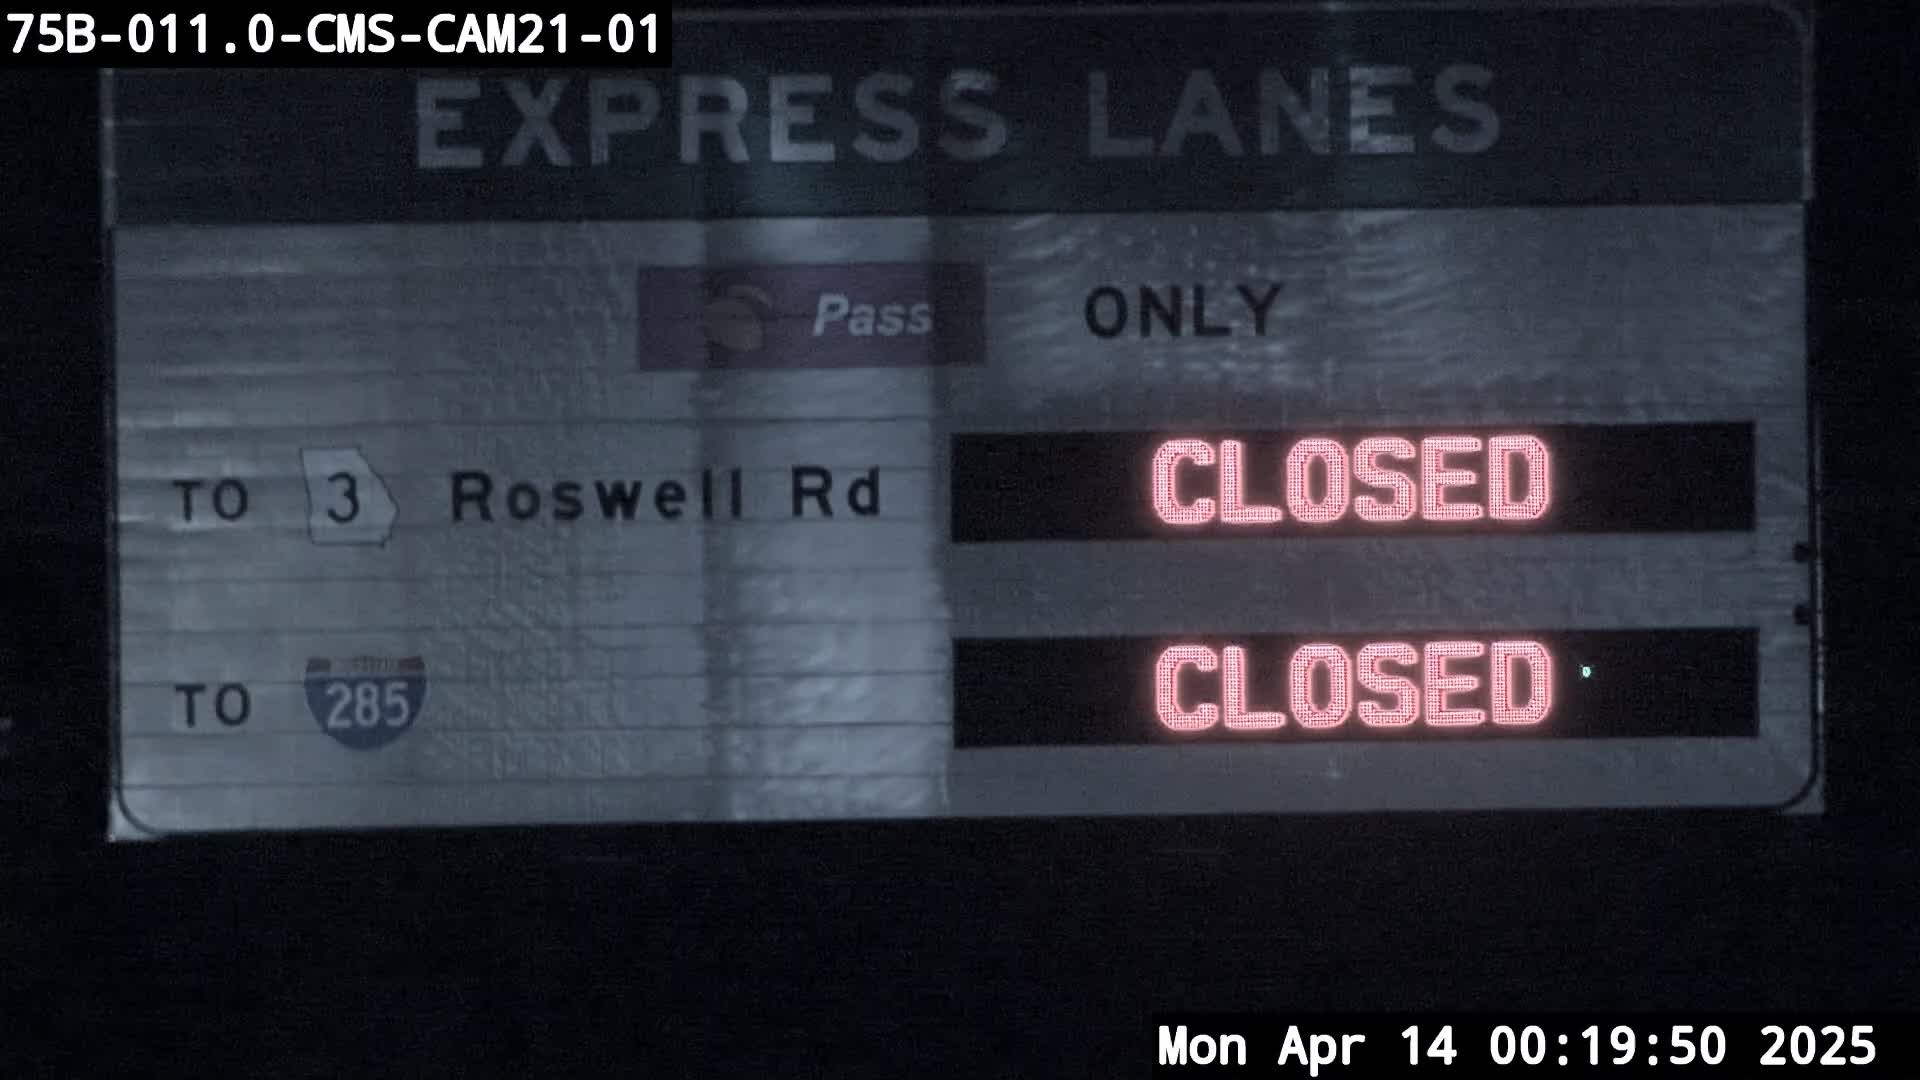 75B-011.0-CMS-CAM21-01
EXPRESS LANES
Pass ONLY
TO 3 Roswell Rd CLOSED
TO 285 CLOSED
Mon Apr 14 00:19:50 2025